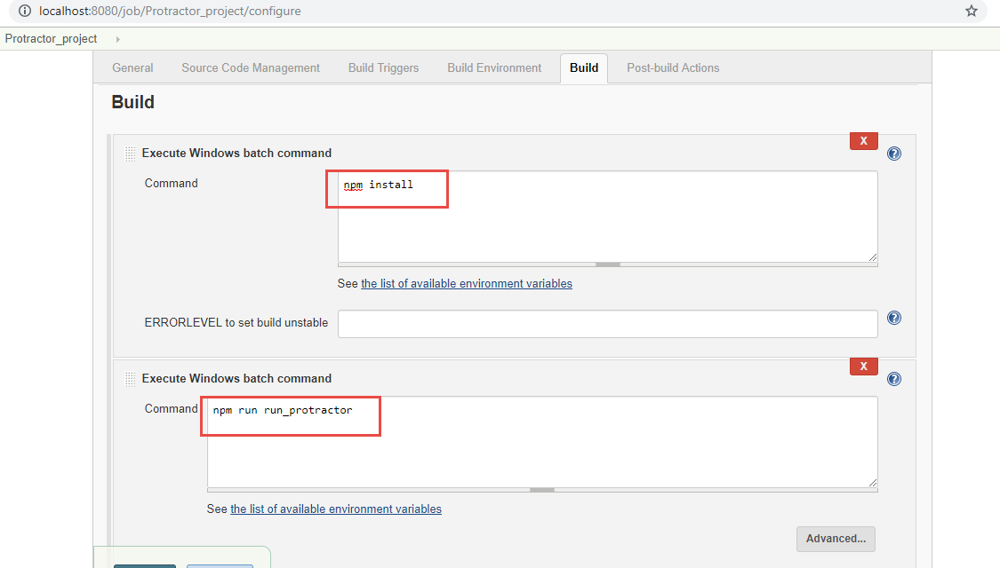 localhost:8080/job/Protractor_project/configure
Protractor_project
General Source Code Management Build Triggers Build Environment Build Post-build Actions
Build
Execute Windows batch command X ?
Command npm install
See the list of available environment variables
ERRORLEVEL to set build unstable ?
Execute Windows batch command X ?
Command npm run run_protractor
See the list of available environment variables
Advanced...